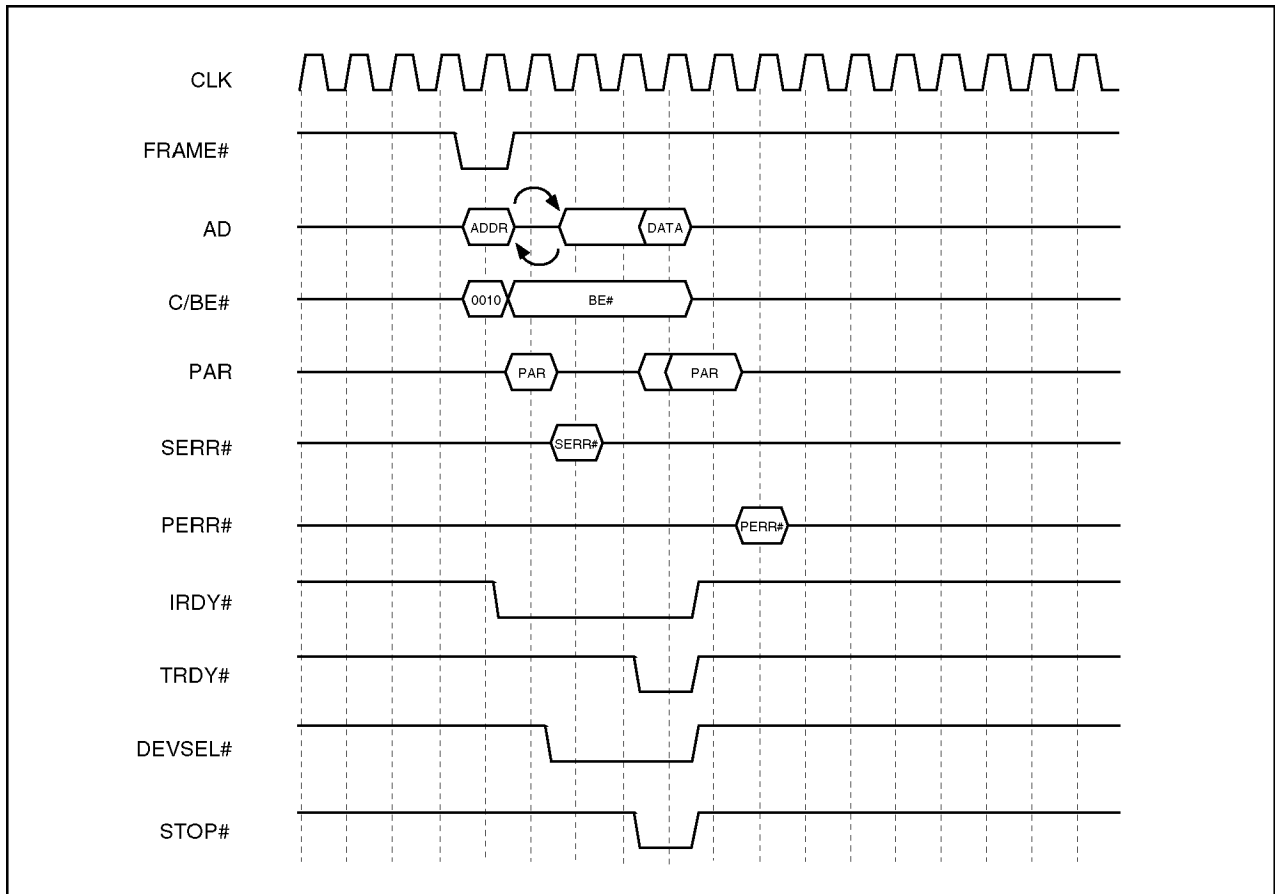 CLK
FRAME#
AD
ADDR
DATA
C/BE#
0010
BE#
PAR
PAR
PAR
SERR#
SERR#
PERR#
PERR#
IRDY#
TRDY#
DEVSEL#
STOP#